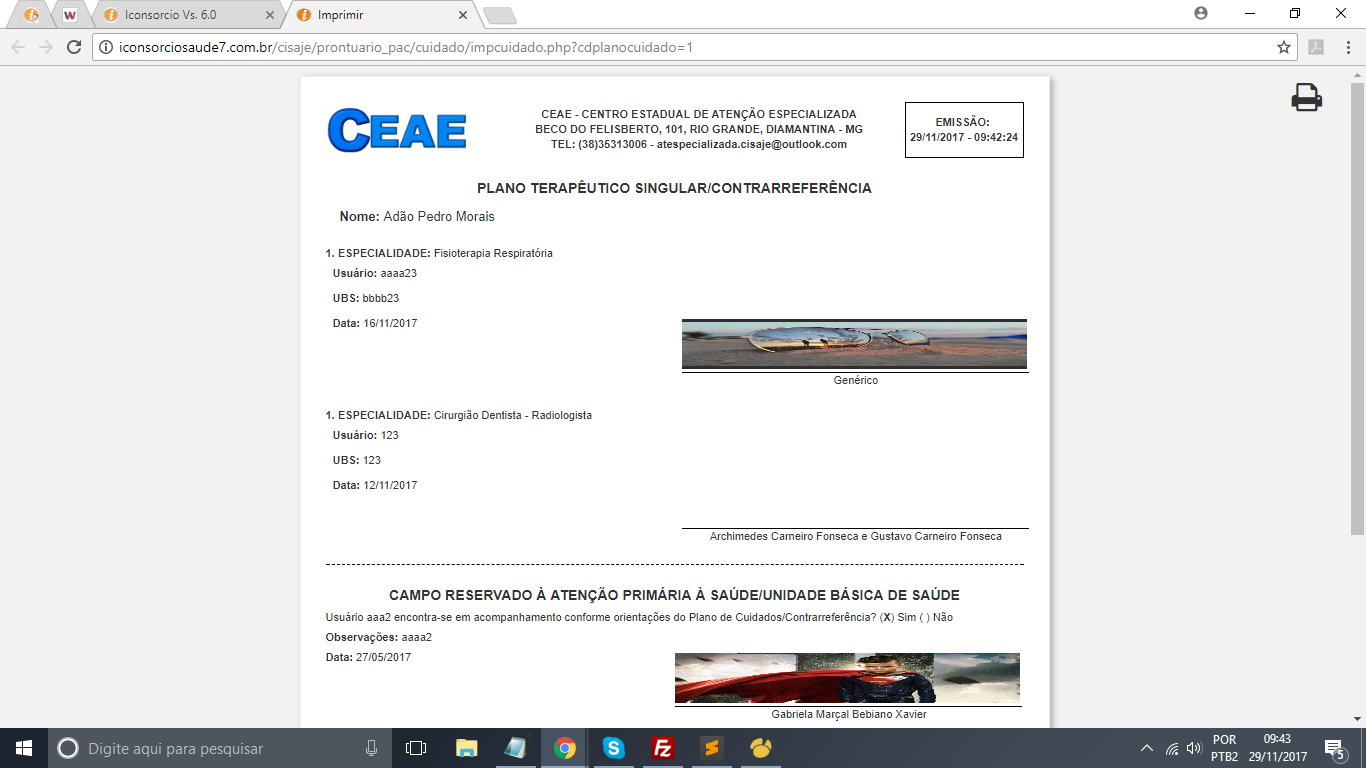 Iconsorcio Vs. 6.0
Imprimir
iconsorciosaude7.com.br/cisaje/prontuario_pac/cuidado/impcuidado.php?cdplanocuidado=1
CEAE
CEAE - CENTRO ESTADUAL DE ATENÇÃO ESPECIALIZADA
BECO DO FELISBERTO, 101, RIO GRANDE, DIAMANTINA - MG
TEL: (38)35313006 - atespecializada.cisaje@outlook.com
EMISSÃO:
29/11/2017 - 09:42:24
PLANO TERAPÊUTICO SINGULAR/CONTRARREFERÊNCIA
Nome: Adão Pedro Morais
1. ESPECIALIDADE: Fisioterapia Respiratória
Usuário: aaaa23
UBS: bbbb23
Data: 16/11/2017
Genérico
1. ESPECIALIDADE: Cirurgião Dentista - Radiologista
Usuário: 123
UBS: 123
Data: 12/11/2017
Archimedes Carneiro Fonseca e Gustavo Carneiro Fonseca
CAMPO RESERVADO À ATENÇÃO PRIMÁRIA À SAÚDE/UNIDADE BÁSICA DE SAÚDE
Usuário aaa2 encontra-se em acompanhamento conforme orientações do Plano de Cuidados/Contrarreferência? (X) Sim ( ) Não
Observações: aaaa2
Data: 27/05/2017
Gabriela Marçal Bebiano Xavier
Digite aqui para pesquisar
POR
PTB2
09:43
29/11/2017
5